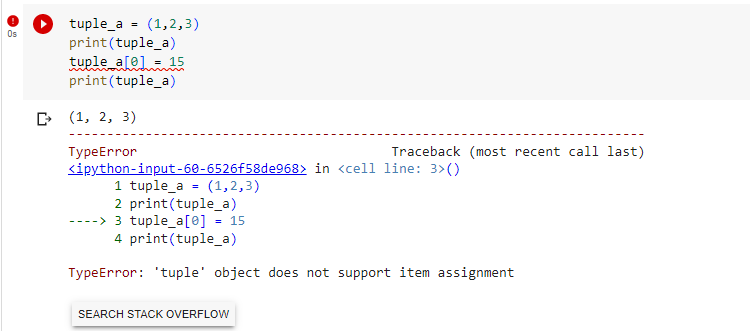 0s
tuple_a = (1,2,3)
print(tuple_a)
tuple_a[0] = 15
print(tuple_a)
(1, 2, 3)
---------------------------------------------------------------------------
TypeError                                 Traceback (most recent call last)
<ipython-input-60-6526f58de968> in <cell line: 3>()
      1 tuple_a = (1,2,3)
      2 print(tuple_a)
----> 3 tuple_a[0] = 15
      4 print(tuple_a)
TypeError: 'tuple' object does not support item assignment
SEARCH STACK OVERFLOW